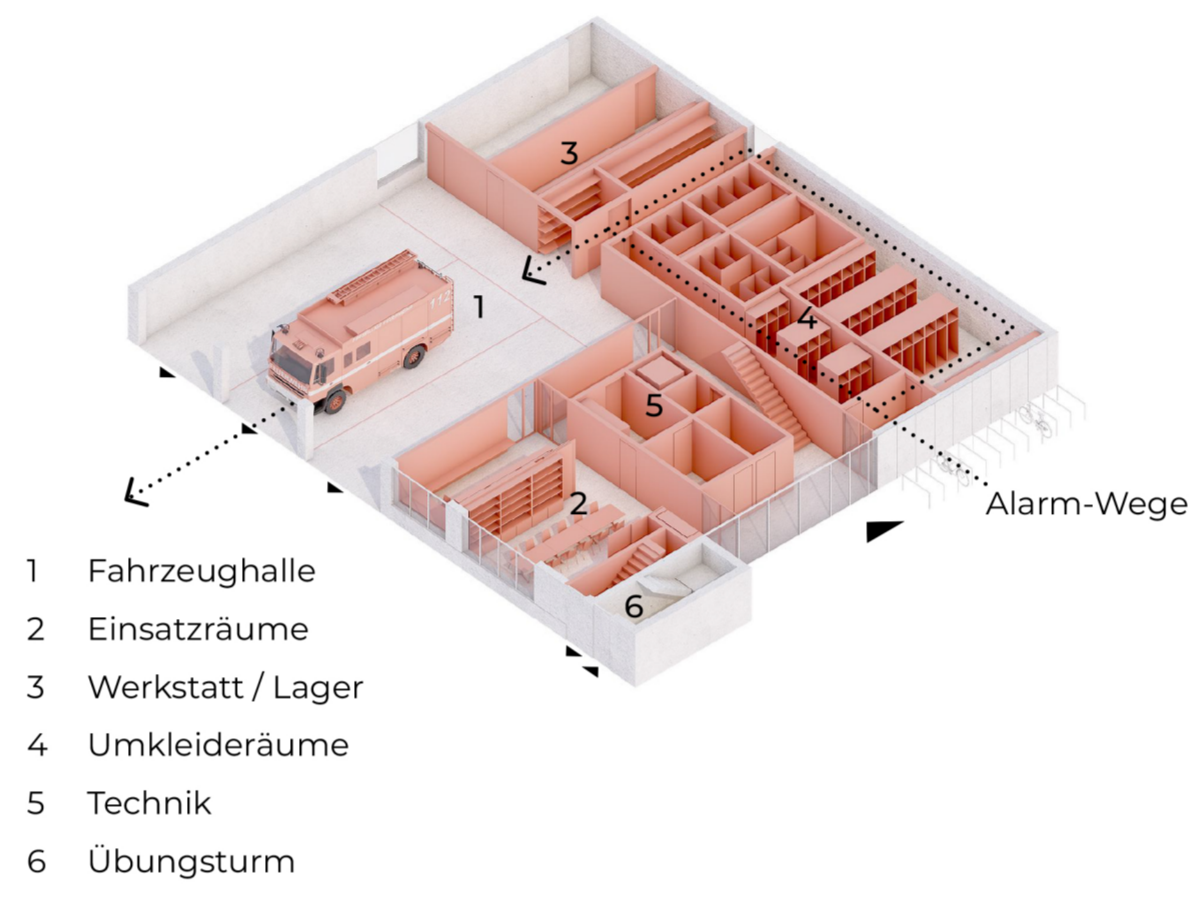 3
1
4
5
2
Alarm-Wege
6
1 Fahrzeughalle
2 Einsatzräume
3 Werkstatt / Lager
4 Umkleideräume
5 Technik
6 Übungsturm
112